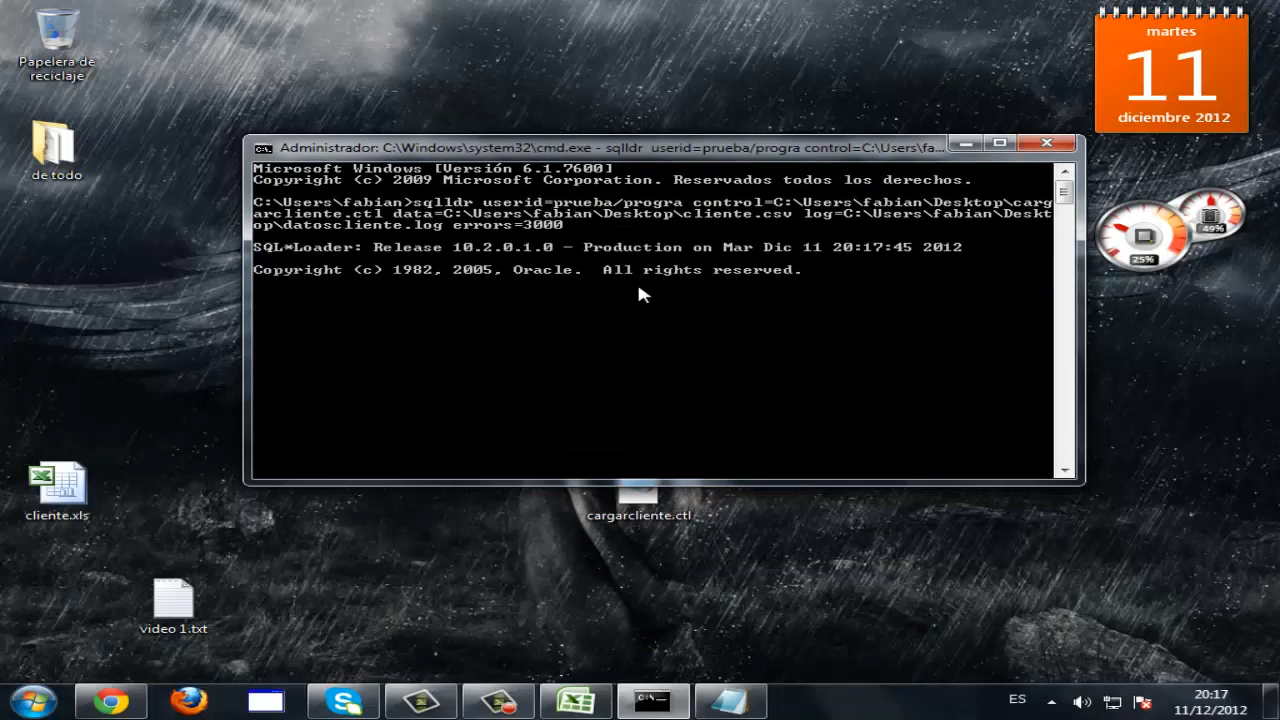 Papelera de
reciclaje
de todo
martes
11
diciembre 2012
49%
25%
Administrador: C:\Windows\system32\cmd.exe - sqlldr userid=prueba/progra control=C:\Users\fa...
Microsoft Windows [Versión 6.1.7600]
Copyright (c) 2009 Microsoft Corporation. Reservados todos los derechos.
C:\Users\fabian>sqlldr userid=prueba/progra control=C:\Users\fabian\Desktop\carg
arcliente.ctl data=C:\Users\fabian\Desktop\cliente.csv log=C:\Users\fabian\Deskt
op\datoscliente.log errors=3000
SQL*Loader: Release 10.2.0.1.0 - Production on Mar Dic 11 20:17:45 2012
Copyright (c) 1982, 2005, Oracle.  All rights reserved.
cliente.xls
cargarcliente.ctl
video 1.txt
ES
20:17
11/12/2012